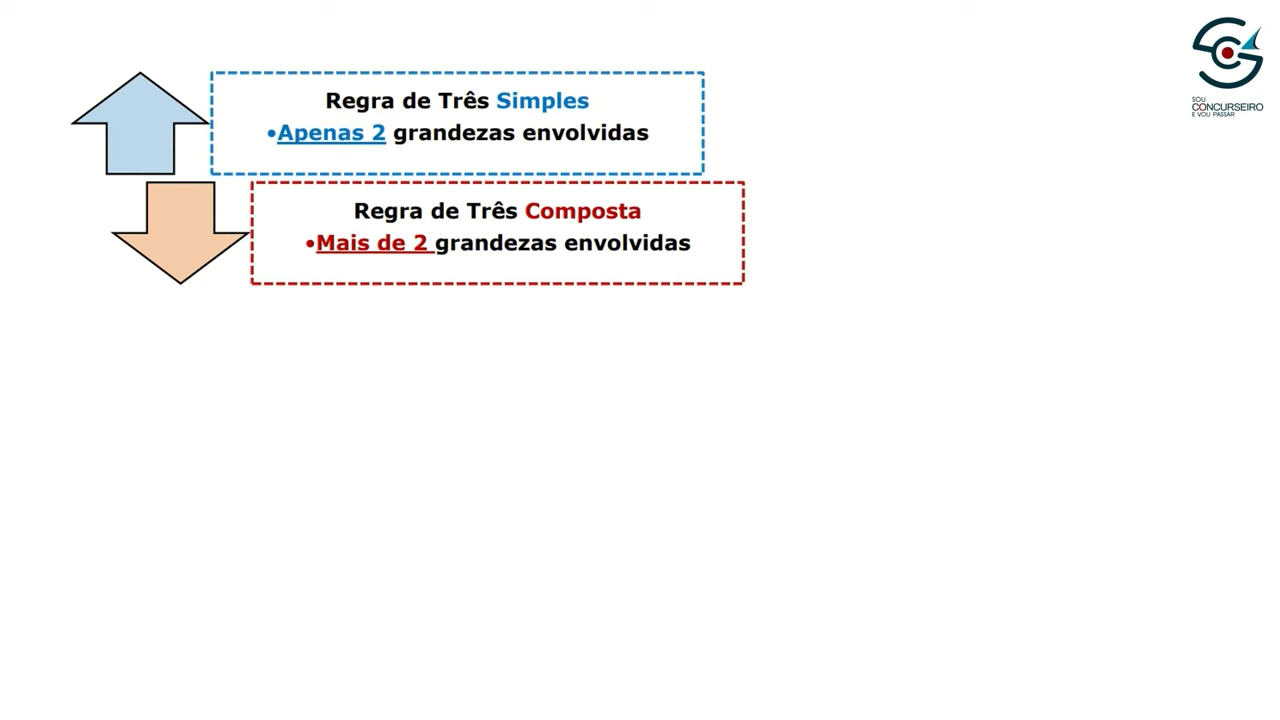 Regra de Três Simples
•Apenas 2 grandezas envolvidas
Regra de Três Composta
•Mais de 2 grandezas envolvidas
SOU
CONCURSEIRO
E VOU PASSAR